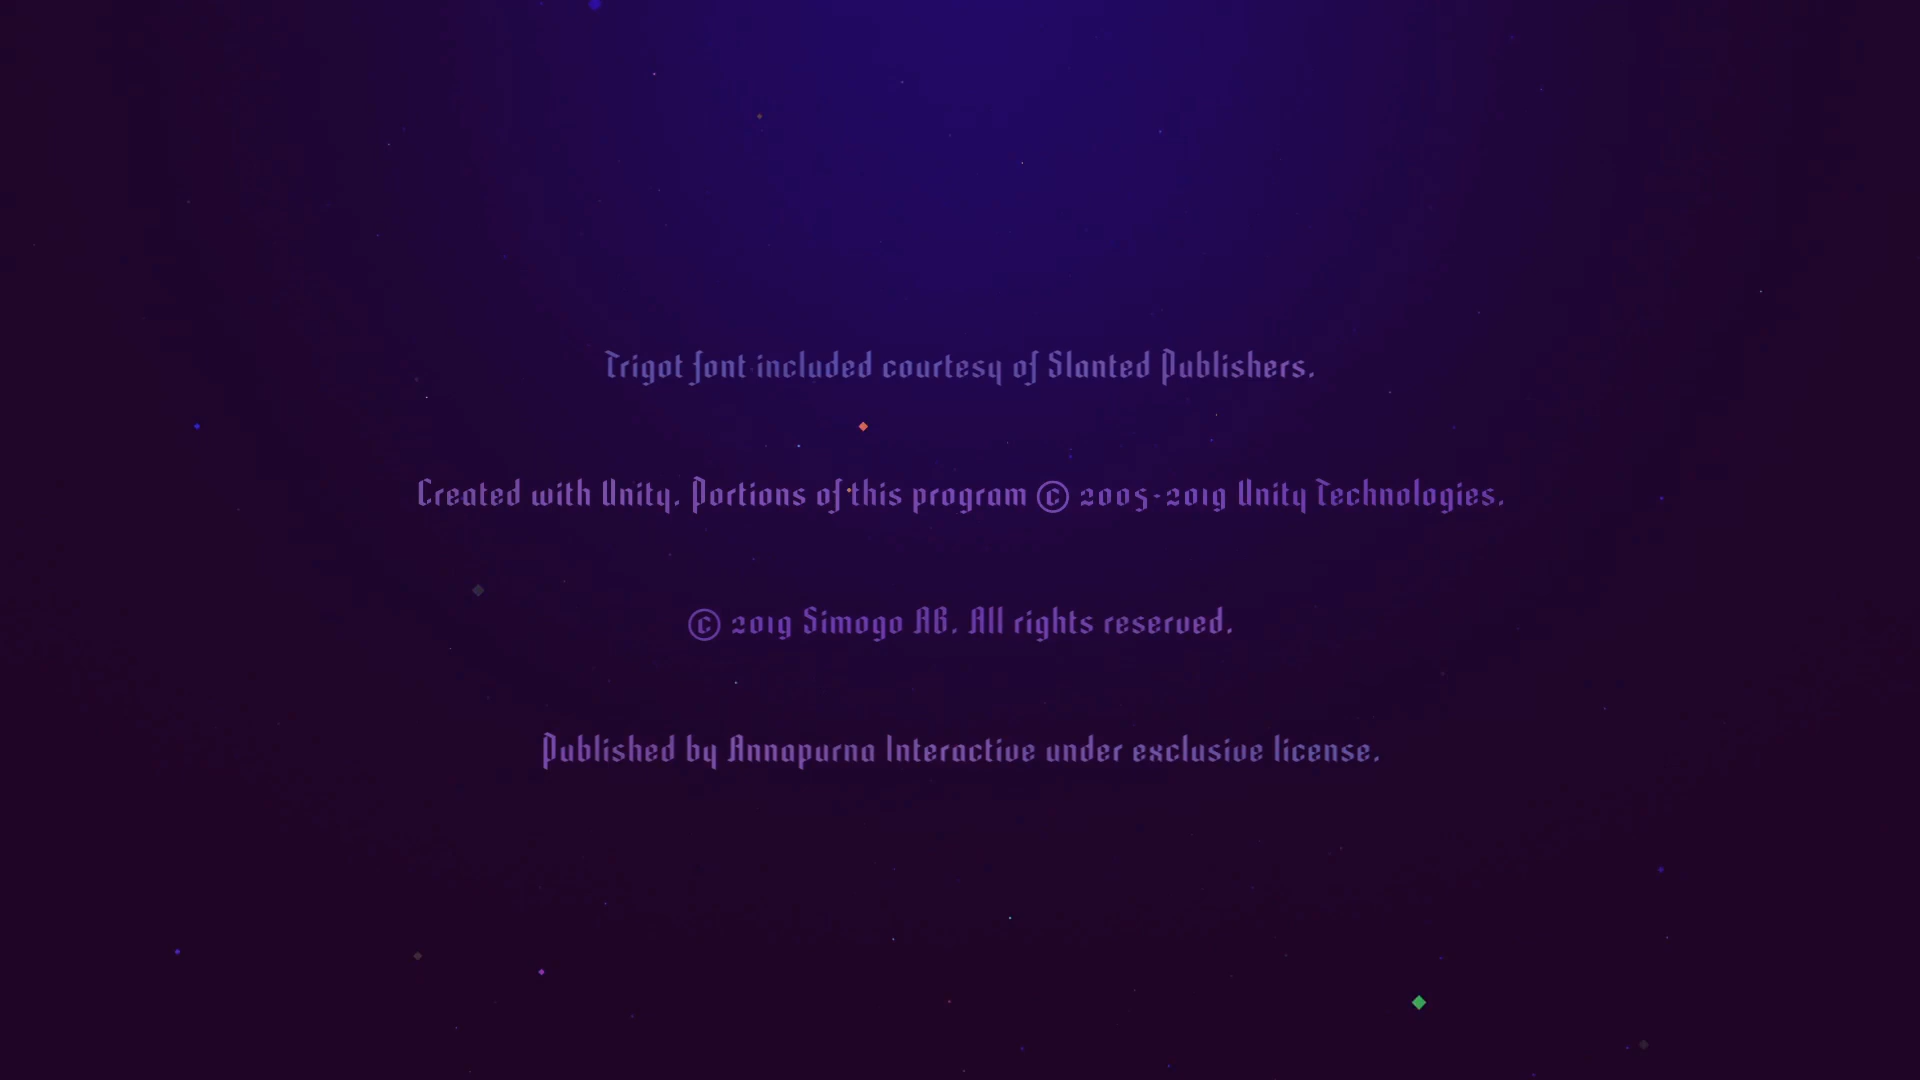 Trigot font included courtesy of Slanted Publishers.
Created with Unity. Portions of this program © 2005-2019 Unity Technologies.
© 2019 Simogo AB. All rights reserved.
Published by Annapurna Interactive under exclusive license.